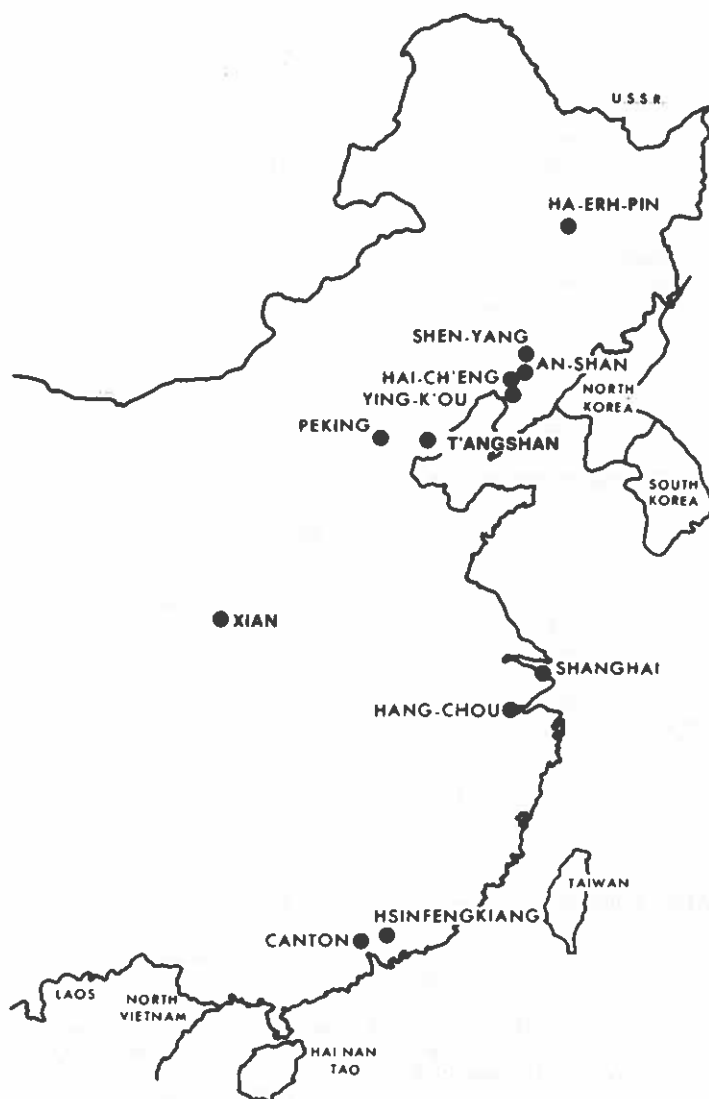 U.S.S.R.
HA-ERH-PIN
SHEN-YANG
AN-SHAN
HAI-CH'ENG
YING-K'OU
NORTH
KOREA
PEKING
T'ANGSHAN
SOUTH
KOREA
XIAN
SHANGHAI
HANG-CHOU
TAIWAN
HSINFENGKIANG
CANTON
LAOS
NORTH
VIETNAM
HAI NAN
TAO